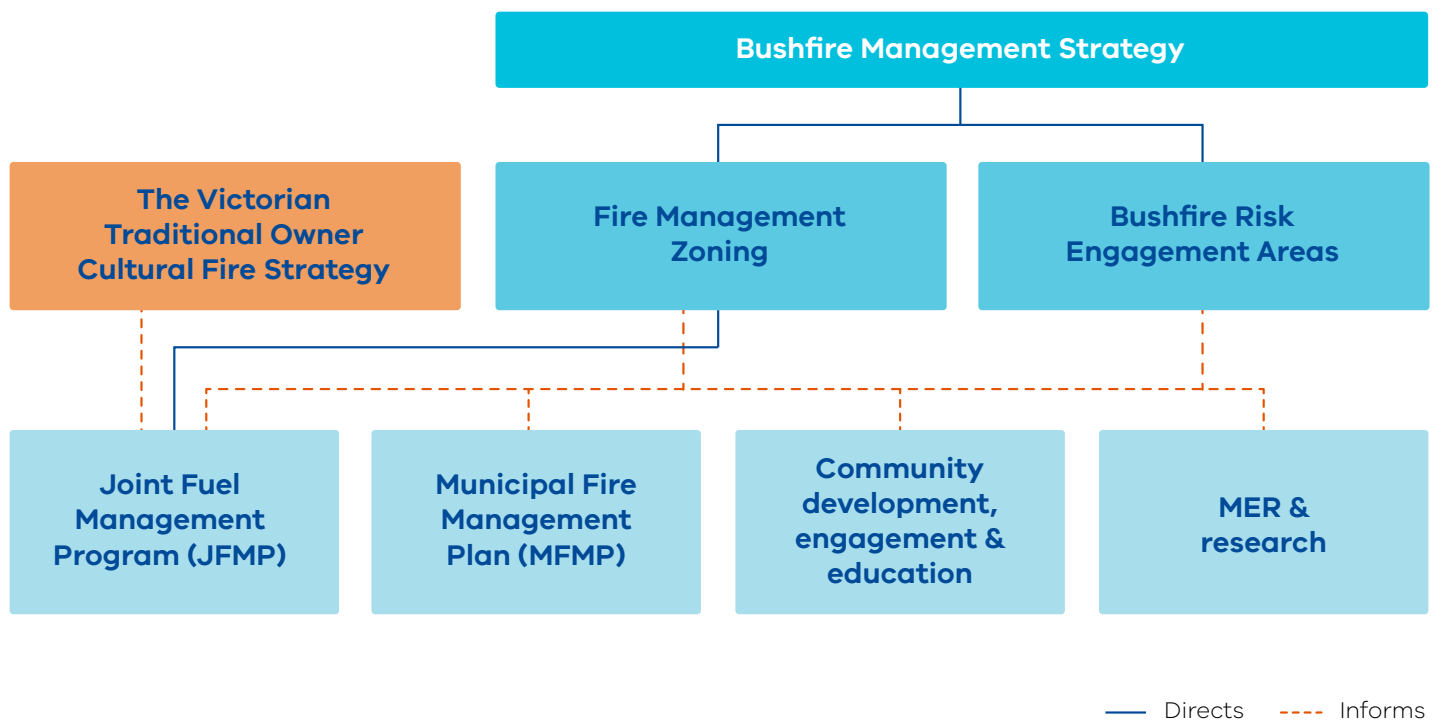 Bushfire Management Strategy
The Victorian
Traditional Owner
Cultural Fire Strategy
Fire Management
Zoning
Bushfire Risk
Engagement Areas
Joint Fuel
Management
Program (JFMP)
Municipal Fire
Management
Plan (MFMP)
Community
development,
engagement &
education
MER &
research
Directs
Informs